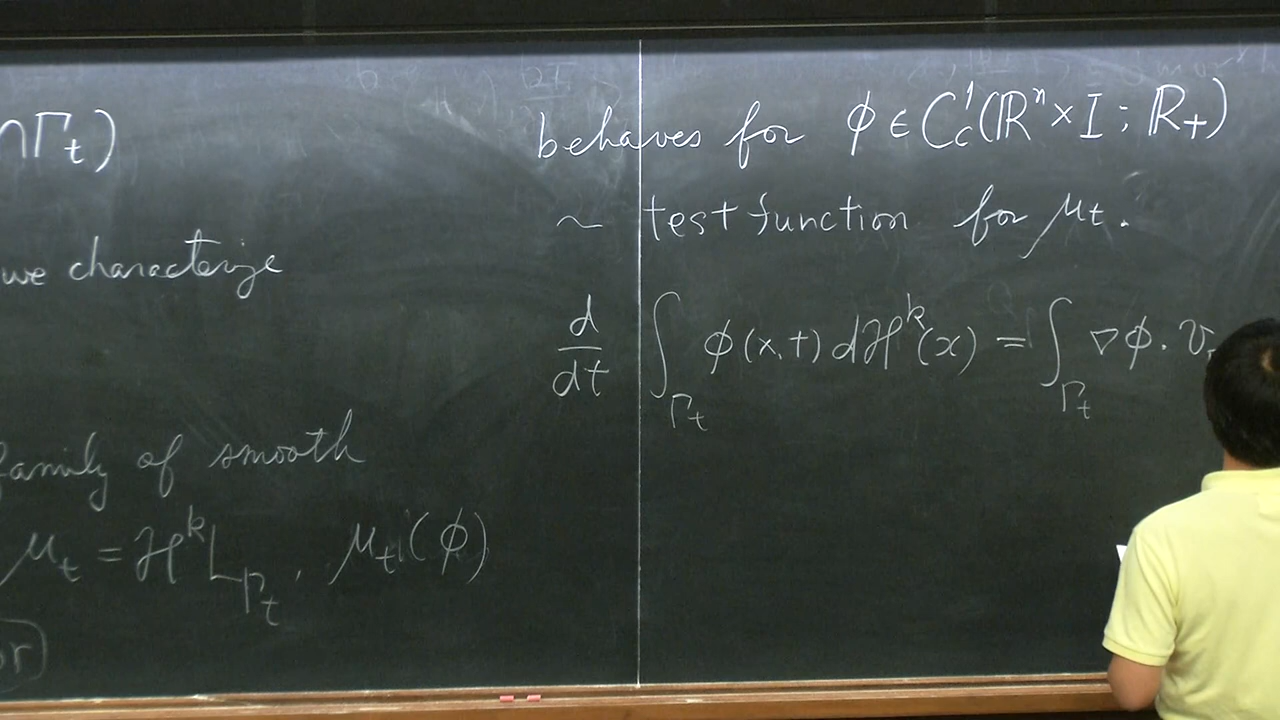 ∩Γ_t)
we characterize
family of smooth
μ_t = ℋ^k⌊_{Γ_t}. μ_t(φ)
or)
behaves for φ ∈ C_c^1(ℝ^n × I ; ℝ_+)
~ test function for μ_t.
d/dt ∫_{Γ_t} φ(x,t) dℋ^k(x) = ∫_{Γ_t} ∇φ · v